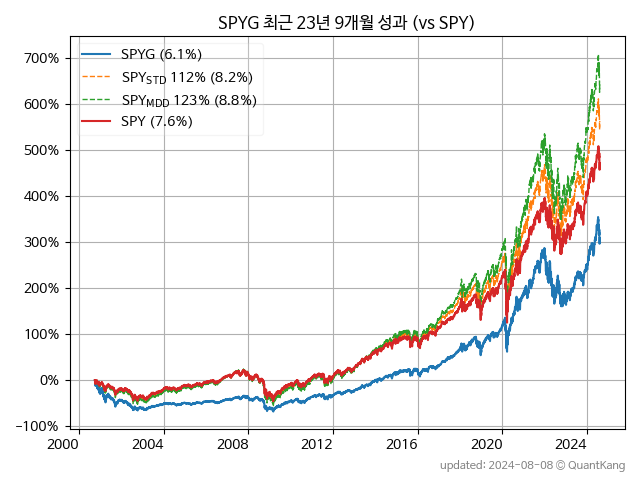 SPYG 최근 23년 9개월 성과 (vs SPY)
SPYG (6.1%)
SPYSTD 112% (8.2%)
SPYMDD 123% (8.8%)
SPY (7.6%)
700%
600%
500%
400%
300%
200%
100%
0%
−100%
2000 2004 2008 2012 2016 2020 2024
updated: 2024-08-08 © QuantKang